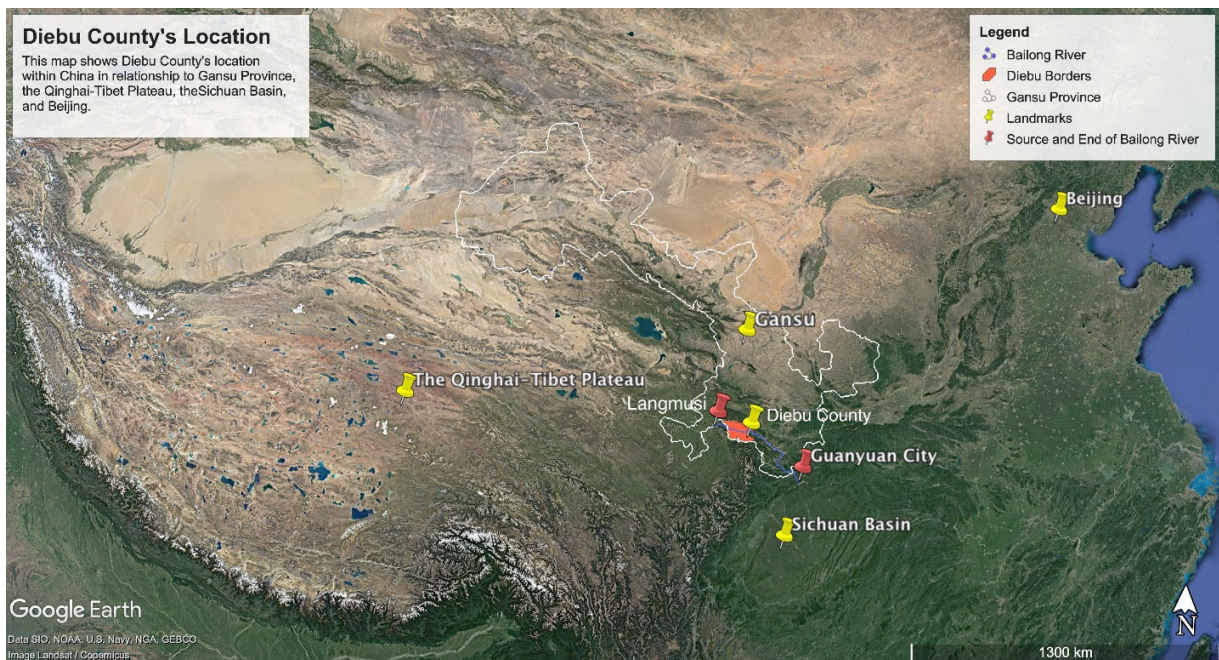 Diebu County's Location
This map shows Diebu County's location
within China in relationship to Gansu Province,
the Qinghai-Tibet Plateau, theSichuan Basin,
and Beijing.
Legend
Bailong River
Diebu Borders
Gansu Province
Landmarks
Source and End of Bailong River
Beijing
Gansu
The Qinghai-Tibet Plateau
Langmusi
Diebu County
Guanyuan City
Sichuan Basin
Google Earth
Data SIO, NOAA, U.S. Navy, NGA, GEBCO
Image Landsat / Copernicus
N
1300 km